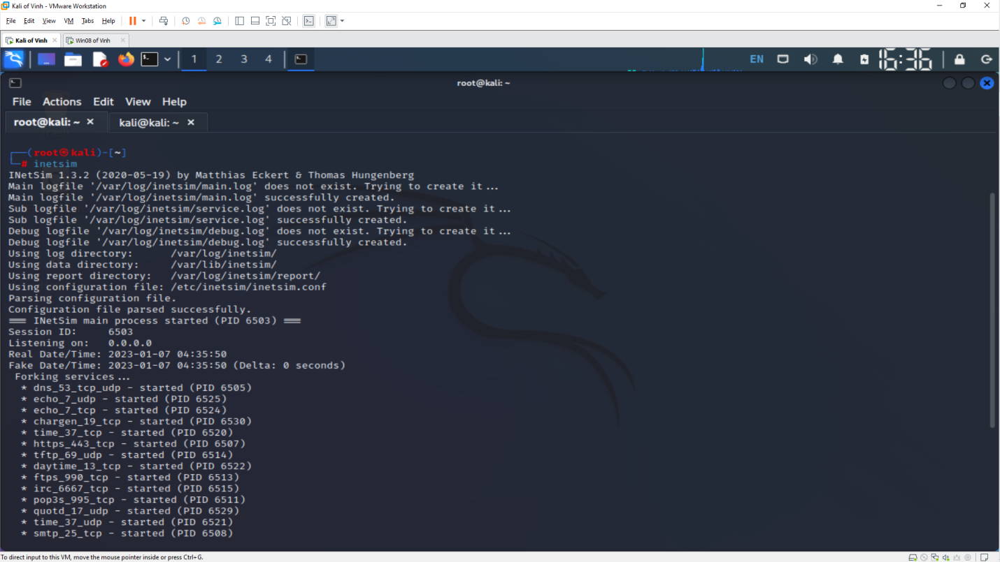 Kali of Vinh - VMware Workstation
File Edit View VM Tabs Help
Kali of Vinh × Win08 of Vinh ×
1 2 3 4 EN 16:36
root@kali: ~
File Actions Edit View Help
root@kali: ~ × kali@kali: ~ ×
┌──(root㉿kali)-[~]
└─# inetsim
INetSim 1.3.2 (2020-05-19) by Matthias Eckert & Thomas Hungenberg
Main logfile '/var/log/inetsim/main.log' does not exist. Trying to create it...
Main logfile '/var/log/inetsim/main.log' successfully created.
Sub logfile '/var/log/inetsim/service.log' does not exist. Trying to create it...
Sub logfile '/var/log/inetsim/service.log' successfully created.
Debug logfile '/var/log/inetsim/debug.log' does not exist. Trying to create it...
Debug logfile '/var/log/inetsim/debug.log' successfully created.
Using log directory: /var/log/inetsim/
Using data directory: /var/lib/inetsim/
Using report directory: /var/log/inetsim/report/
Using configuration file: /etc/inetsim/inetsim.conf
Parsing configuration file.
Configuration file parsed successfully.
=== INetSim main process started (PID 6503) ===
Session ID: 6503
Listening on: 0.0.0.0
Real Date/Time: 2023-01-07 04:35:50
Fake Date/Time: 2023-01-07 04:35:50 (Delta: 0 seconds)
Forking services...
* dns_53_tcp_udp - started (PID 6505)
* echo_7_udp - started (PID 6525)
* echo_7_tcp - started (PID 6524)
* chargen_19_tcp - started (PID 6530)
* time_37_tcp - started (PID 6520)
* https_443_tcp - started (PID 6507)
* tftp_69_udp - started (PID 6514)
* daytime_13_tcp - started (PID 6522)
* ftps_990_tcp - started (PID 6513)
* irc_6667_tcp - started (PID 6515)
* pop3s_995_tcp - started (PID 6511)
* quotd_17_udp - started (PID 6529)
* time_37_udp - started (PID 6521)
* smtp_25_tcp - started (PID 6508)
To direct input to this VM, move the mouse pointer inside or press Ctrl+G.